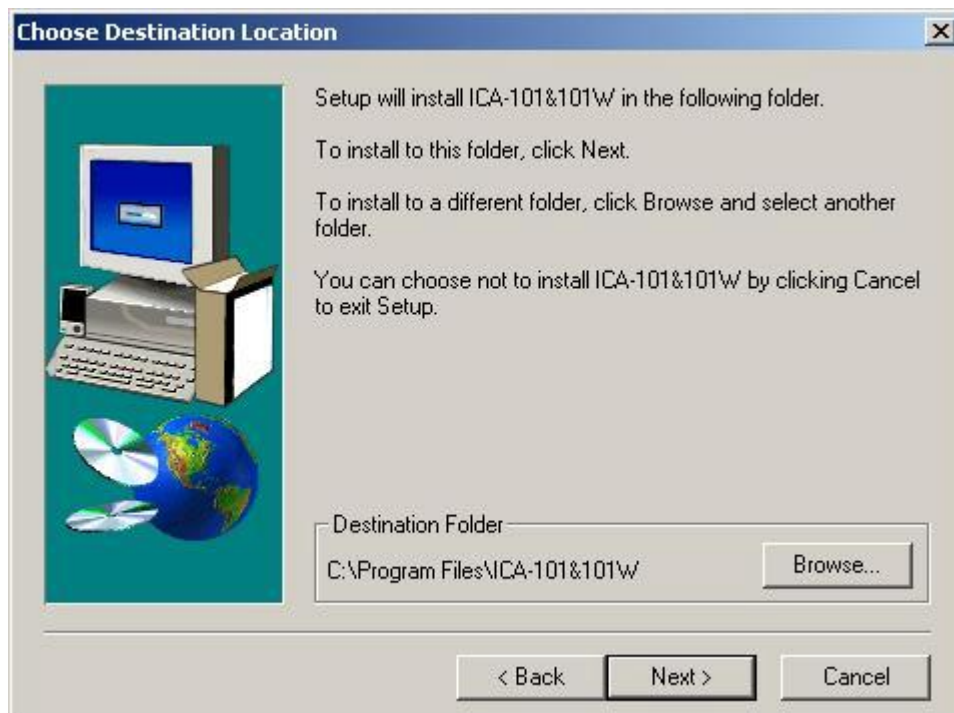 Choose Destination Location
Setup will install ICA-101&101W in the following folder.
To install to this folder, click Next.
To install to a different folder, click Browse and select another
folder.
You can choose not to install ICA-101&101W by clicking Cancel
to exit Setup.
Destination Folder
C:\Program Files\ICA-101&101W
Browse...
< Back
Next >
Cancel